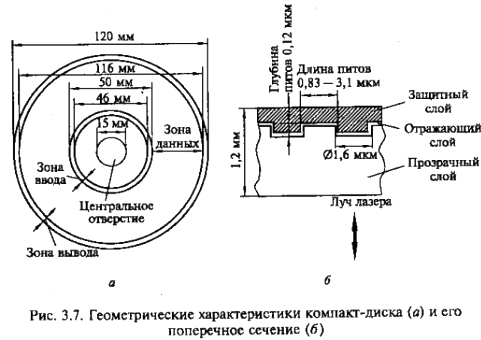 120 мм
116 мм
50 мм
46 мм
15 мм
Зона
данных
Зона
ввода
Центральное
отверстие
Зона вывода
а
Глубина
питов 0,12 мкм
Длина питов
0,83 – 3,1 мкм
Защитный
слой
Отражающий
слой
1,2 мм
Ø1,6 мкм
Прозрачный
слой
Луч лазера
б
Рис. 3.7. Геометрические характеристики компакт-диска (а) и его
поперечное сечение (б)